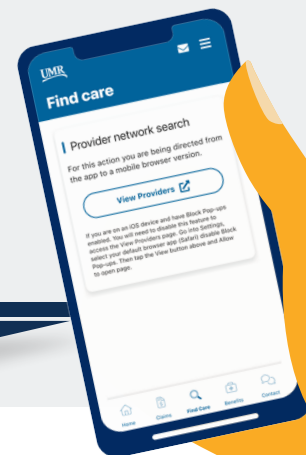 UMR
Find care
Provider network search
For this action you are being directed from
the app to a mobile browser version.
View Providers
If you are on an iOS device and have Block Pop-ups
enabled. You will need to disable this feature to
access the View Providers page. Go into Settings,
select your default browser app (Safari) disable Block
Pop-ups. Then tap the View button above and Allow
to open page.
Home
Claims
Find Care
Benefits
Contact